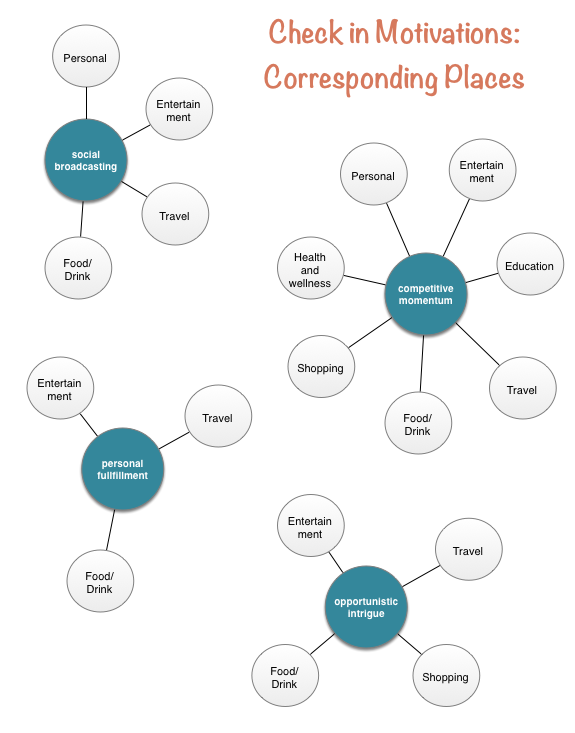 Check in Motivations:
Corresponding Places
Personal
Entertain
ment
social
broadcasting
Travel
Food/
Drink
Personal
Entertain
ment
Health
and
wellness
Education
competitive
momentum
Shopping
Travel
Food/
Drink
Entertain
ment
Travel
personal
fullfillment
Food/
Drink
Entertain
ment
Travel
opportunistic
intrigue
Food/
Drink
Shopping